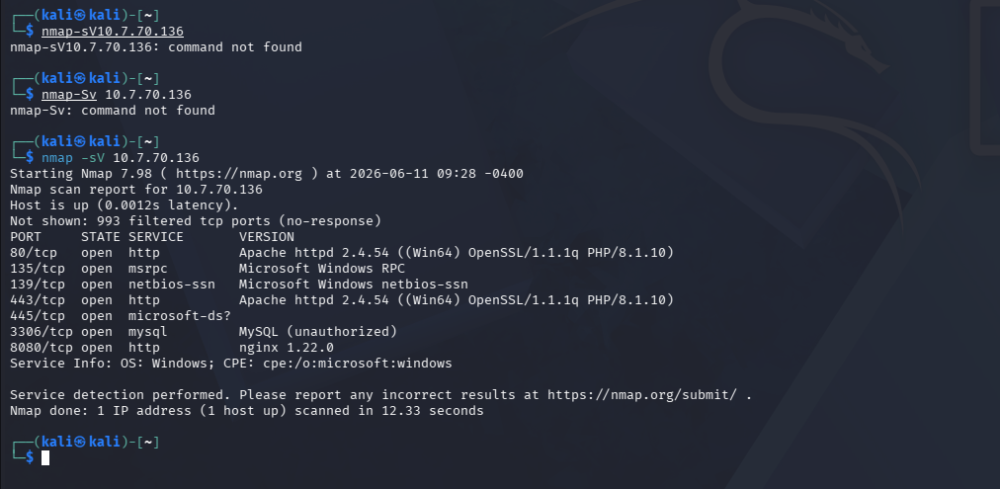 ┌──(kali㉿kali)-[~]
└─$ nmap-sV10.7.70.136
nmap-sV10.7.70.136: command not found

┌──(kali㉿kali)-[~]
└─$ nmap-Sv 10.7.70.136
nmap-Sv: command not found

┌──(kali㉿kali)-[~]
└─$ nmap -sV 10.7.70.136
Starting Nmap 7.98 ( https://nmap.org ) at 2026-06-11 09:28 -0400
Nmap scan report for 10.7.70.136
Host is up (0.0012s latency).
Not shown: 993 filtered tcp ports (no-response)
PORT     STATE SERVICE       VERSION
80/tcp   open  http          Apache httpd 2.4.54 ((Win64) OpenSSL/1.1.1q PHP/8.1.10)
135/tcp  open  msrpc         Microsoft Windows RPC
139/tcp  open  netbios-ssn   Microsoft Windows netbios-ssn
443/tcp  open  http          Apache httpd 2.4.54 ((Win64) OpenSSL/1.1.1q PHP/8.1.10)
445/tcp  open  microsoft-ds?
3306/tcp open  mysql         MySQL (unauthorized)
8080/tcp open  http          nginx 1.22.0
Service Info: OS: Windows; CPE: cpe:/o:microsoft:windows

Service detection performed. Please report any incorrect results at https://nmap.org/submit/ .
Nmap done: 1 IP address (1 host up) scanned in 12.33 seconds

┌──(kali㉿kali)-[~]
└─$